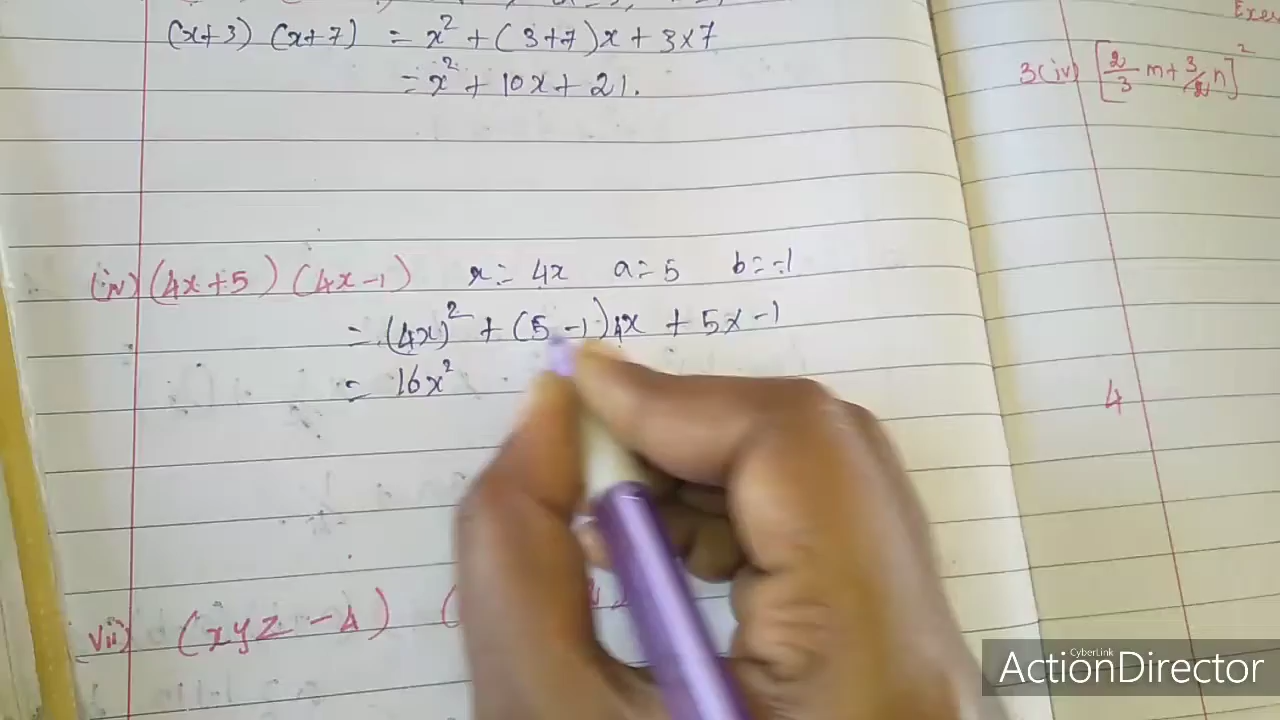 (x+3) (x+7) = x² + (3+7)x + 3×7
= x² + 10x + 21.
(iv) (4x+5) (4x-1) x = 4x a = 5 b = -1
= (4x)² + (5-1)4x + 5x-1
= 16x²
(vii) (xyz - 4) (
3(iv) [2/3 m + 3/2 n]²
4
CyberLink
ActionDirector